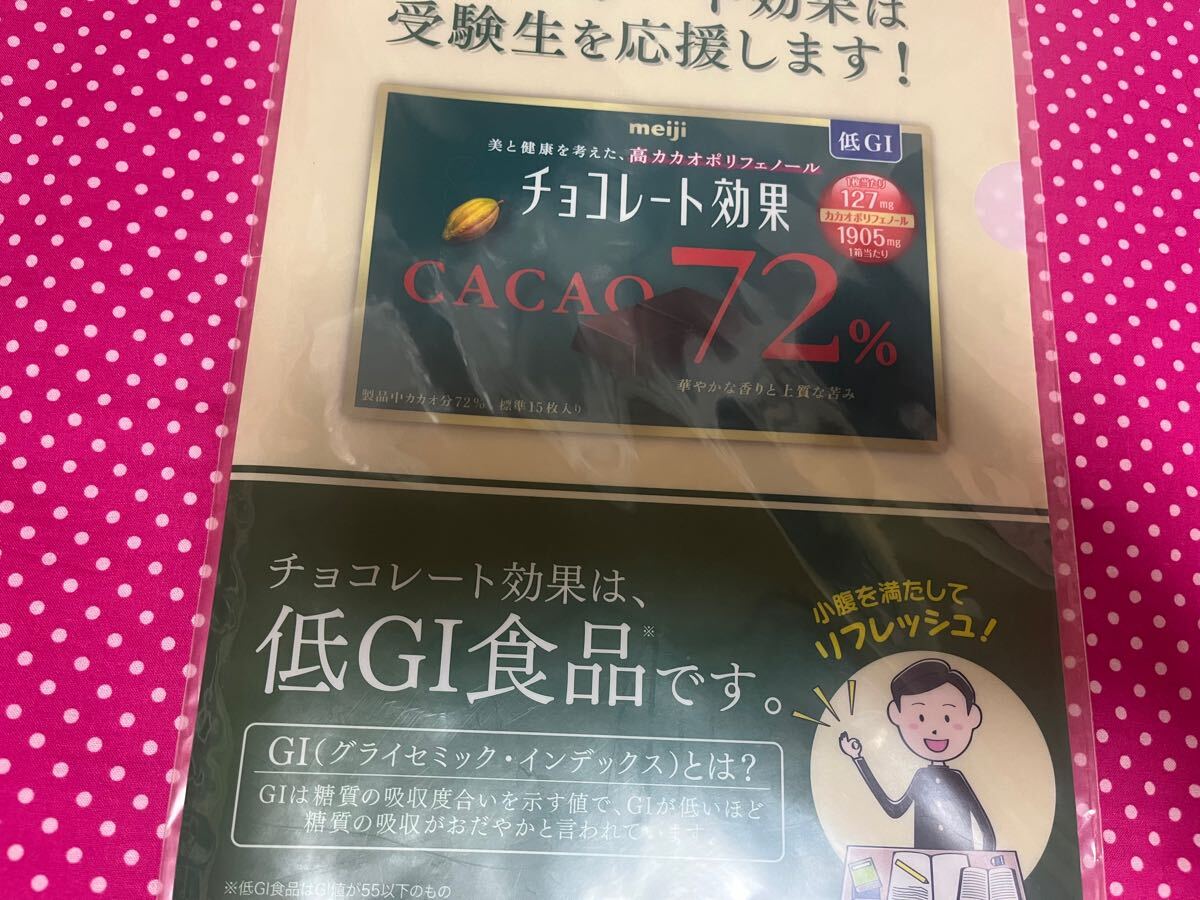 ート効果は
受験生を応援します!
meiji
低GI
美と健康を考えた、高カカオポリフェノール
チョコレート効果
1枚当たり
127mg
カカオポリフェノール
1905mg
1箱当たり
CACAO 72%
華やかな香りと上質な苦み
製品中カカオ分72% 標準15枚入り
チョコレート効果は、
低GI食品※です。
小腹を満たして
リフレッシュ!
GI(グライセミック・インデックス)とは?
GIは糖質の吸収度合いを示す値で、GIが低いほど
糖質の吸収がおだやかと言われています
※低GI食品はGI値が55以下のもの